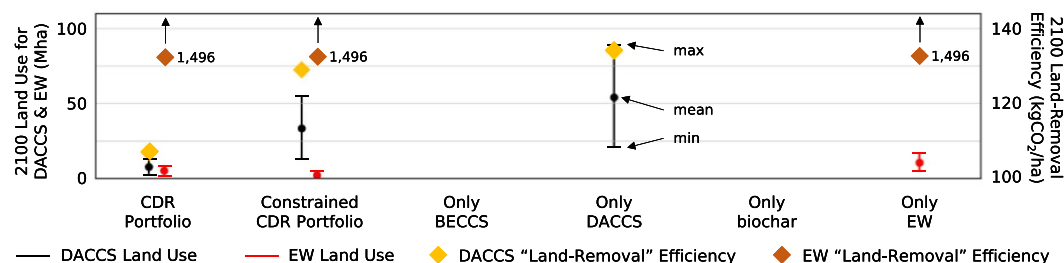 2100 Land Use for
DACCS & EW (Mha)
100
50
0
1,496
1,496
max
mean
min
1,496
140
120
100
2100 Land-Removal
Efficiency (kgCO₂/ha)
CDR
Portfolio
Constrained
CDR Portfolio
Only
BECCS
Only
DACCS
Only
biochar
Only
EW
DACCS Land Use
EW Land Use
DACCS “Land-Removal” Efficiency
EW “Land-Removal” Efficiency